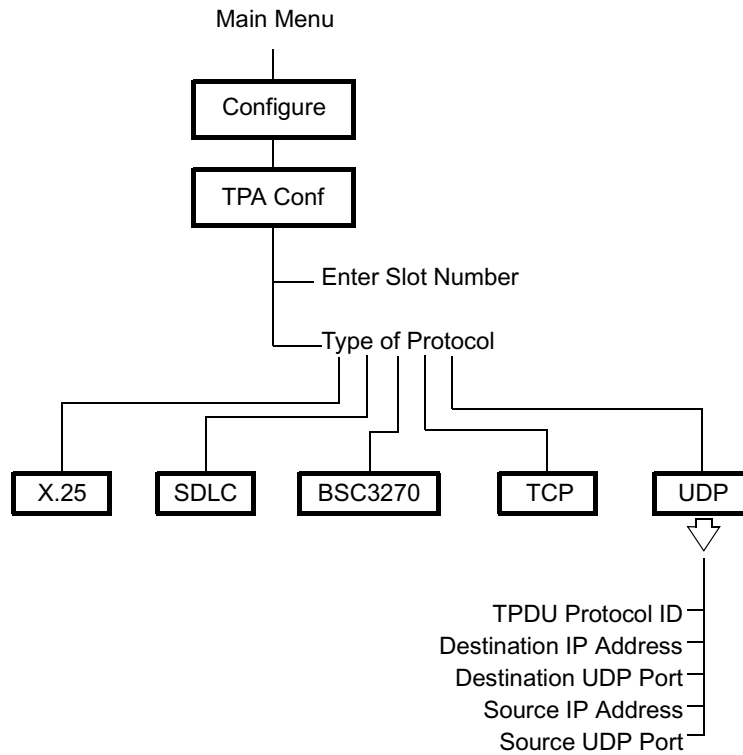 Main Menu
Configure
TPA Conf
Enter Slot Number
Type of Protocol
X.25
SDLC
BSC3270
TCP
UDP
TPDU Protocol ID
Destination IP Address
Destination UDP Port
Source IP Address
Source UDP Port